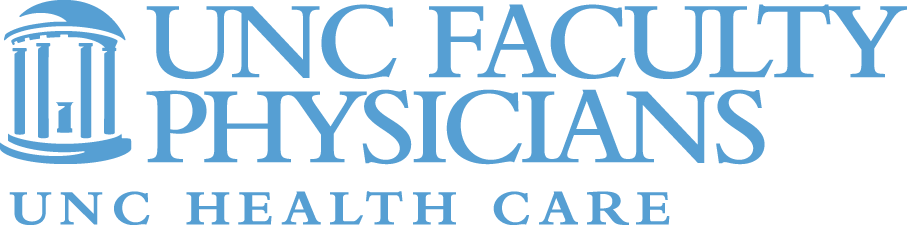 UNC FACULTY
PHYSICIANS
UNC HEALTH CARE